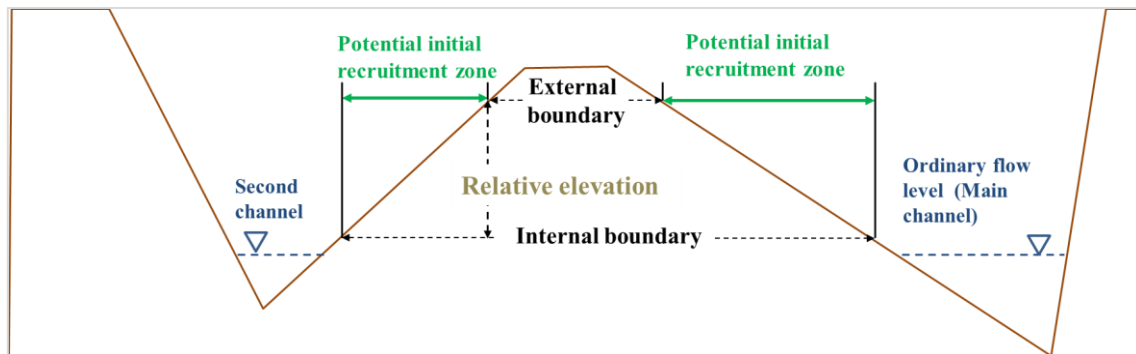 Potential initial
recruitment zone
Potential initial
recruitment zone
External
boundary
Second
channel
Relative elevation
Ordinary flow
level (Main
channel)
Internal boundary